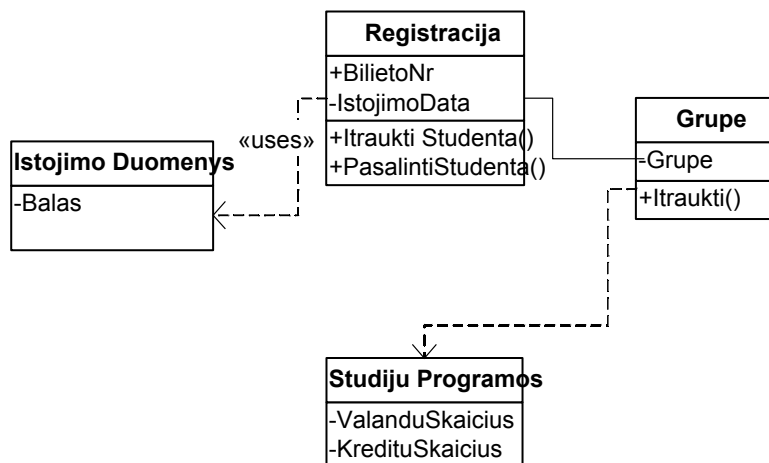 Registracija
+BilietoNr
-IstojimoData
+Itraukti Studenta()
+PasalintiStudenta()
«uses»
Istojimo Duomenys
-Balas
Grupe
-Grupe
+Itraukti()
Studiju Programos
-ValanduSkaicius
-KredituSkaicius